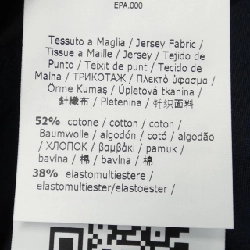 EPA.000
Tessuto a Maglia / Jersey Fabric /
Tissue a Maille / Jersey / Tejido de
Punto / Teixit de punt / Tecido de
Malha / ТРИКОТАЖ / Πλεκτό ύφασμα /
Örme Kumaş / Úpletová tkanina /
針織布 / Pletenina / 针织面料
52% cotone / cotton / coton /
Baumwolle / algodón / cotó / algodão
/ ХЛОПОК / βαμβάκι / pamuk /
bavlna / 棉 / bavlna / 棉
38% elastomultiestere /
elastomultiester/elastoester /